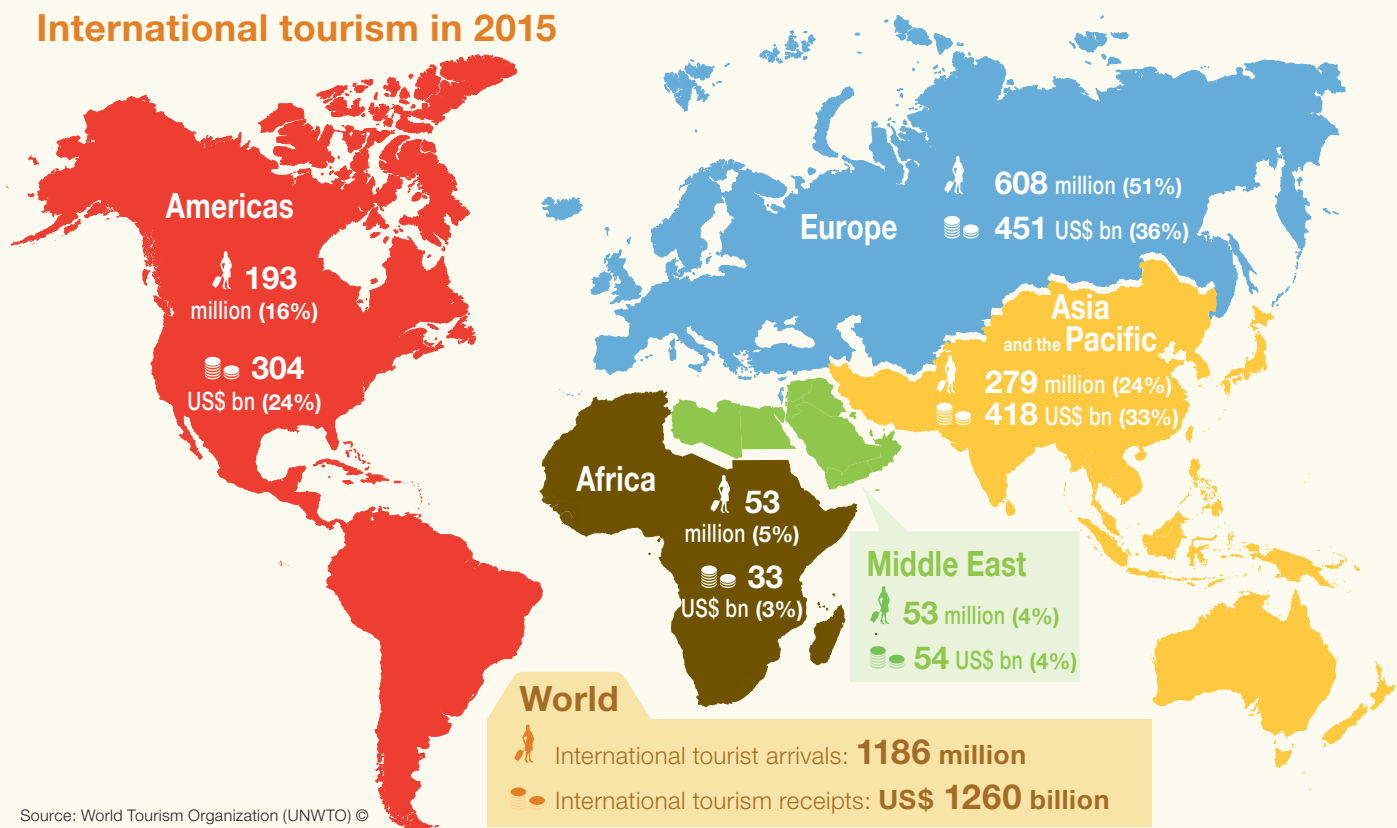 International tourism in 2015
Americas
193
million (16%)
304
US$ bn (24%)
Europe
608 million (51%)
451 US$ bn (36%)
Asia
and the Pacific
279 million (24%)
418 US$ bn (33%)
Africa
53
million (5%)
33
US$ bn (3%)
Middle East
53 million (4%)
54 US$ bn (4%)
World
International tourist arrivals: 1186 million
International tourism receipts: US$ 1260 billion
Source: World Tourism Organization (UNWTO) ©